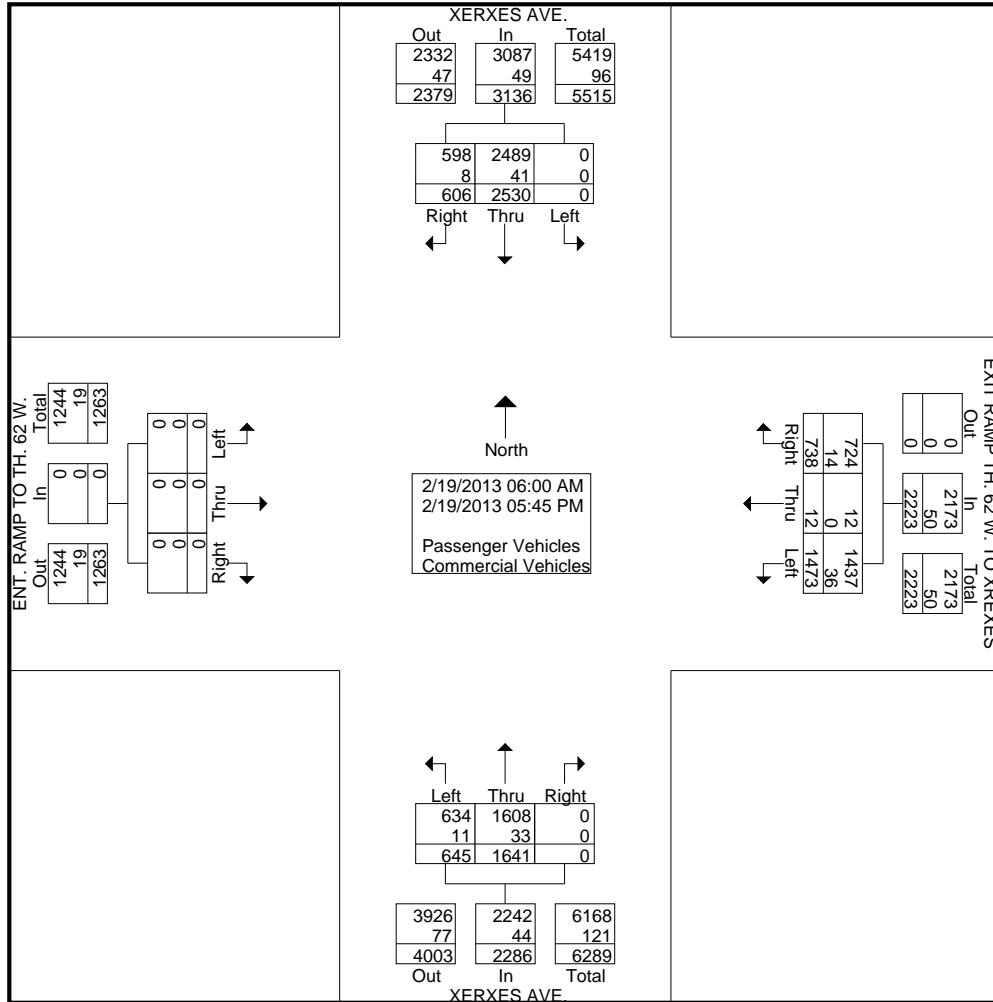 XERXES AVE.
Out In Total
2332 3087 5419
47 49 96
2379 3136 5515
598 2489 0
8 41 0
606 2530 0
Right Thru Left
ENT. RAMP TO TH. 62 W.
Total In Out
1244 0 1244
19 0 19
1263 0 1263
Left Thru Right
0 0 0
0 0 0
0 0 0
North
2/19/2013 06:00 AM
2/19/2013 05:45 PM
Passenger Vehicles
Commercial Vehicles
EXIT RAMP TH. 62 W. TO XREXES
Out In Total
0 2173 2173
0 50 50
0 2223 2223
724 12 1437
14 0 36
738 12 1473
Right Thru Left
Left Thru Right
634 1608 0
11 33 0
645 1641 0
3926 2242 6168
77 44 121
4003 2286 6289
Out In Total
XERXES AVE.